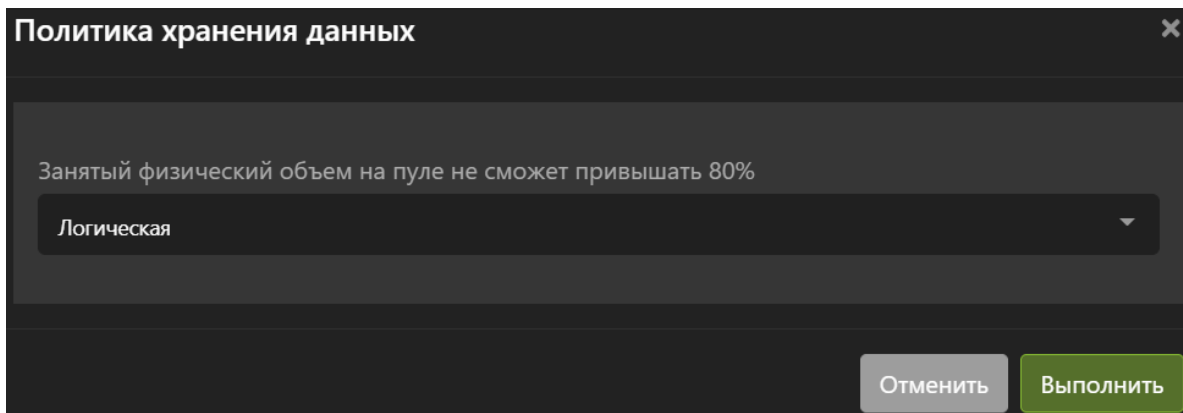 Политика хранения данных
Занятый физический объем на пуле не сможет привышать 80%
Логическая
Отменить Выполнить